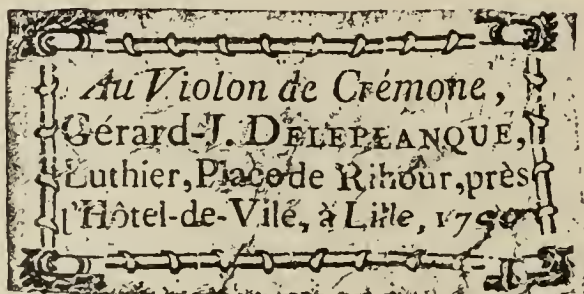 Au Violon de Crémone,
Gérard-J. DELEPLANQUE,
Luthier, Place de Rihour, près
l'Hôtel-de-Vile, à Lille,